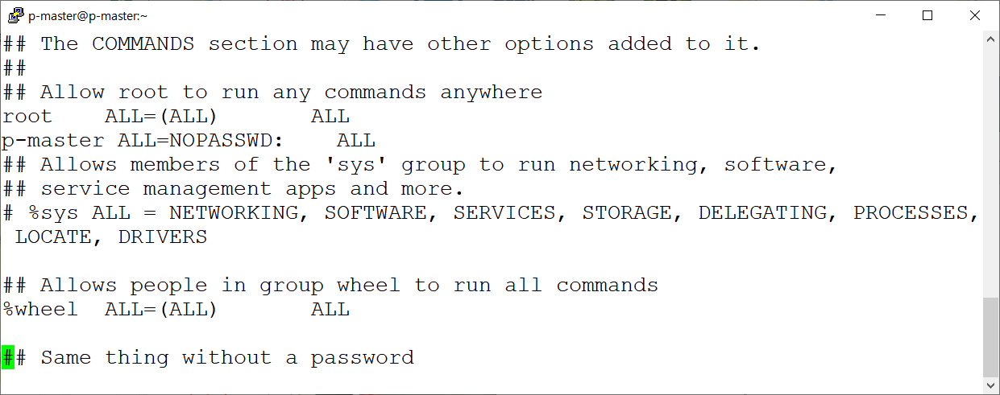 p-master@p-master:~
## The COMMANDS section may have other options added to it.
##
## Allow root to run any commands anywhere
root    ALL=(ALL)       ALL
p-master ALL=NOPASSWD:    ALL
## Allows members of the 'sys' group to run networking, software,
## service management apps and more.
# %sys ALL = NETWORKING, SOFTWARE, SERVICES, STORAGE, DELEGATING, PROCESSES,
 LOCATE, DRIVERS
## Allows people in group wheel to run all commands
%wheel  ALL=(ALL)       ALL
## Same thing without a password